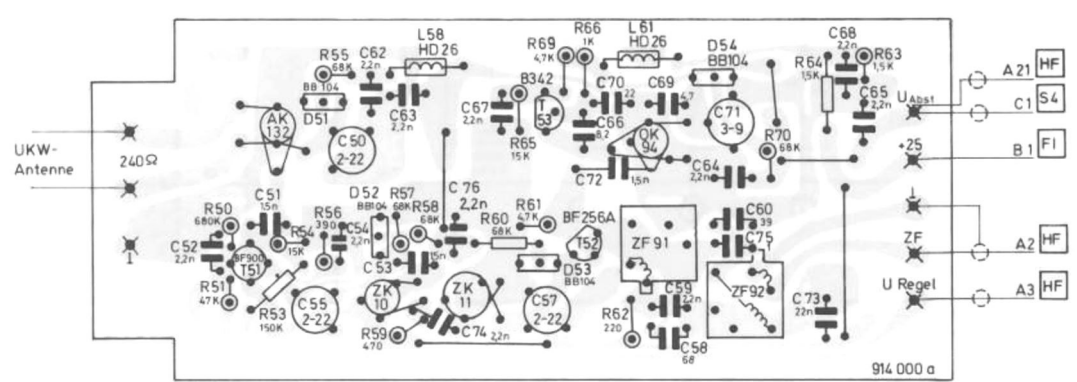 UKW-
Antenne
240Ω
R55
68K
BB 104
D51
C62
2,2n
L58
HD 26
C63
2,2n
AK
132
C50
2-22
R69
4,7K
R66
1K
L61
HD 26
D54
BB104
B342
T
53
C67
2,2n
R65
15K
C70
22
C69
4,7
C66
8,2
QK
94
C71
3-9
C72
1,5n
C64
2,2n
R70
68K
C68
2,2n
R63
1,5K
R64
1,5K
C65
2,2n
U Abst
+25
⊥
ZF
U Regel
A21
HF
C1
S4
B1
FI
A2
HF
A3
HF
R50
680K
C51
1,5n
R54
15K
R56
390
C54
2,2n
C52
2,2n
BF900
T51
R51
47K
R53
150K
C55
2-22
D52
BB104
R57
68K
R58
68K
C76
2,2n
C53
1,5n
ZK
10
ZK
11
R59
470
C74
2,2n
R60
68K
R61
4,7K
BF256A
T52
D53
BB104
C57
2-22
ZF91
C60
39
C75
ZF92
R62
220
C59
2,2n
C58
68
C73
22n
914 000 a